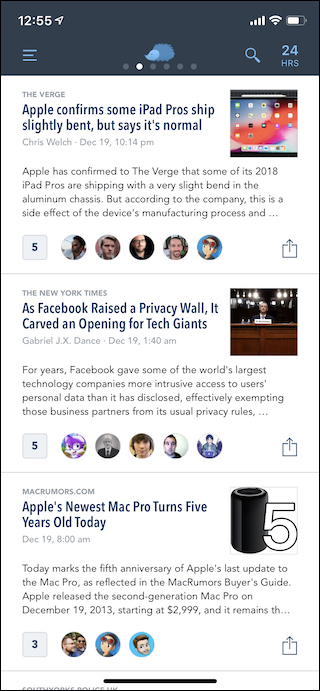 12:55
24
HRS
THE VERGE
Apple confirms some iPad Pros ship
slightly bent, but says it's normal
Chris Welch · Dec 19, 10:14 pm
Apple has confirmed to The Verge that some of its 2018
iPad Pros are shipping with a very slight bend in the
aluminum chassis. But according to the company, this is a
side effect of the device's manufacturing process and …
5
THE NEW YORK TIMES
As Facebook Raised a Privacy Wall, It
Carved an Opening for Tech Giants
Gabriel J.X. Dance · Dec 19, 1:40 am
For years, Facebook gave some of the world's largest
technology companies more intrusive access to users'
personal data than it has disclosed, effectively exempting
those business partners from its usual privacy rules, …
5
MACRUMORS.COM
Apple's Newest Mac Pro Turns Five
Years Old Today
Dec 19, 8:00 am
5
Today marks the fifth anniversary of Apple's last update to
the Mac Pro, as reflected in the MacRumors Buyer's Guide.
Apple released the second-generation Mac Pro on
December 19, 2013, starting at $2,999, and it remains th…
3
SOUTHYORKS.POLICE.UK